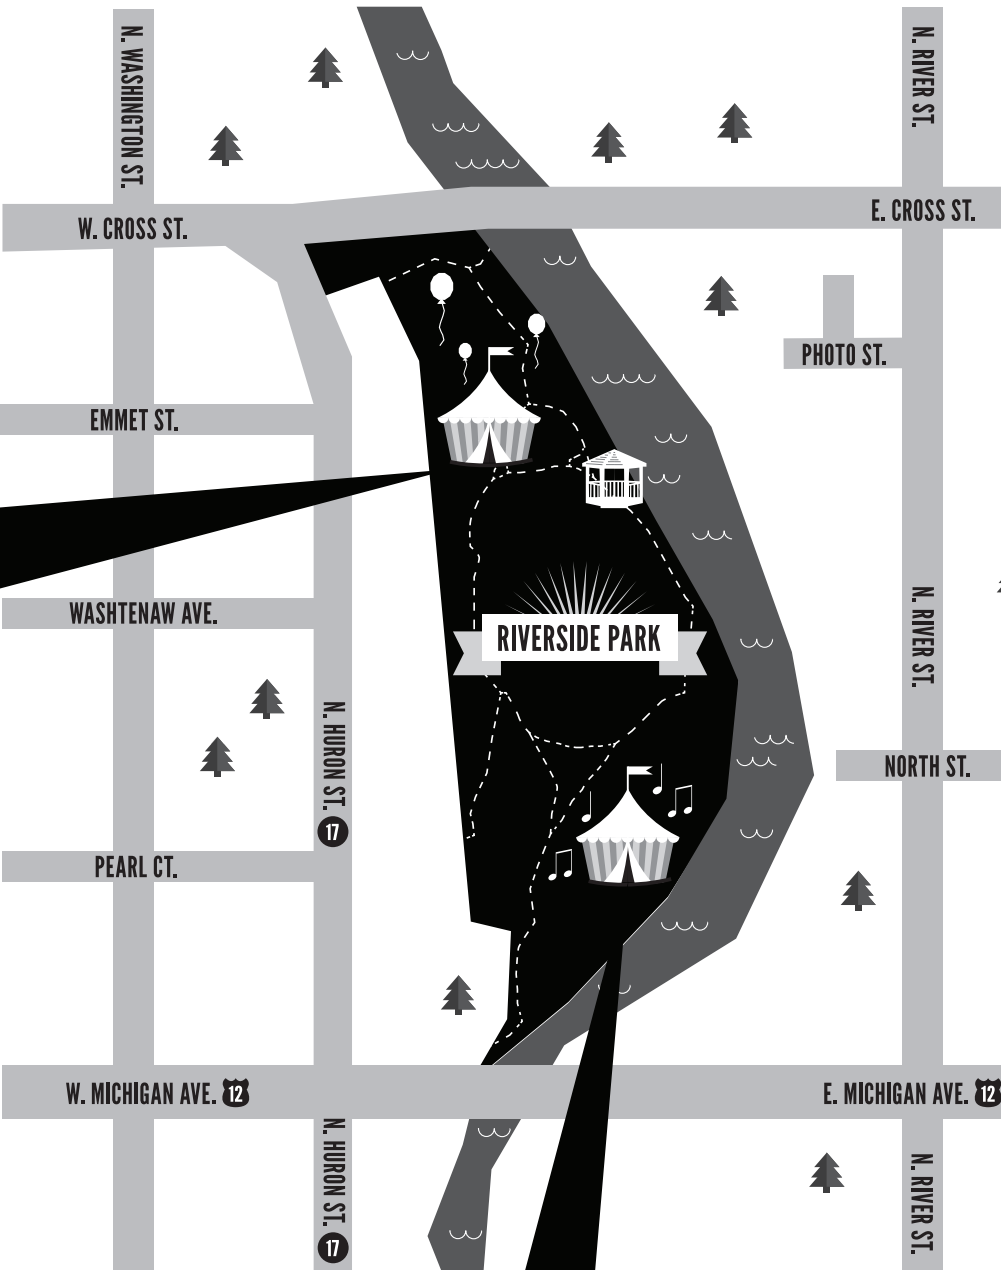 N. WASHINGTON ST.
N. RIVER ST.
W. CROSS ST.
E. CROSS ST.
PHOTO ST.
EMMET ST.
WASHTENAW AVE.
N. RIVER ST.
RIVERSIDE PARK
N. HURON ST.
17
NORTH ST.
PEARL CT.
W. MICHIGAN AVE. 12
E. MICHIGAN AVE. 12
N. HURON ST.
17
N. RIVER ST.